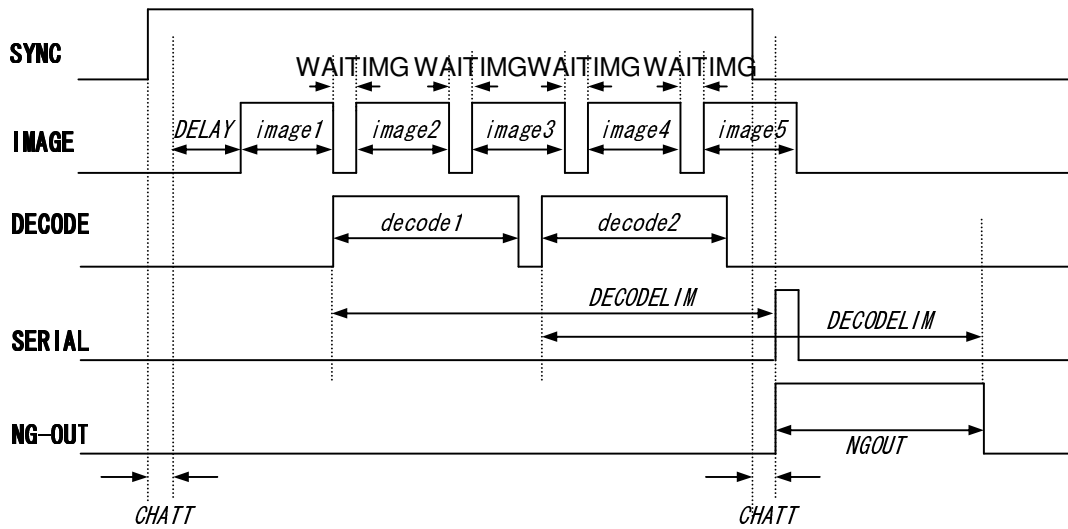 SYNC
WAITIMG WAITIMG WAITIMG WAITIMG
IMAGE
DELAY image1 image2 image3 image4 image5
DECODE
decode1 decode2
DECODELIM
DECODELIM
SERIAL
NG-OUT
NGOUT
CHATT CHATT